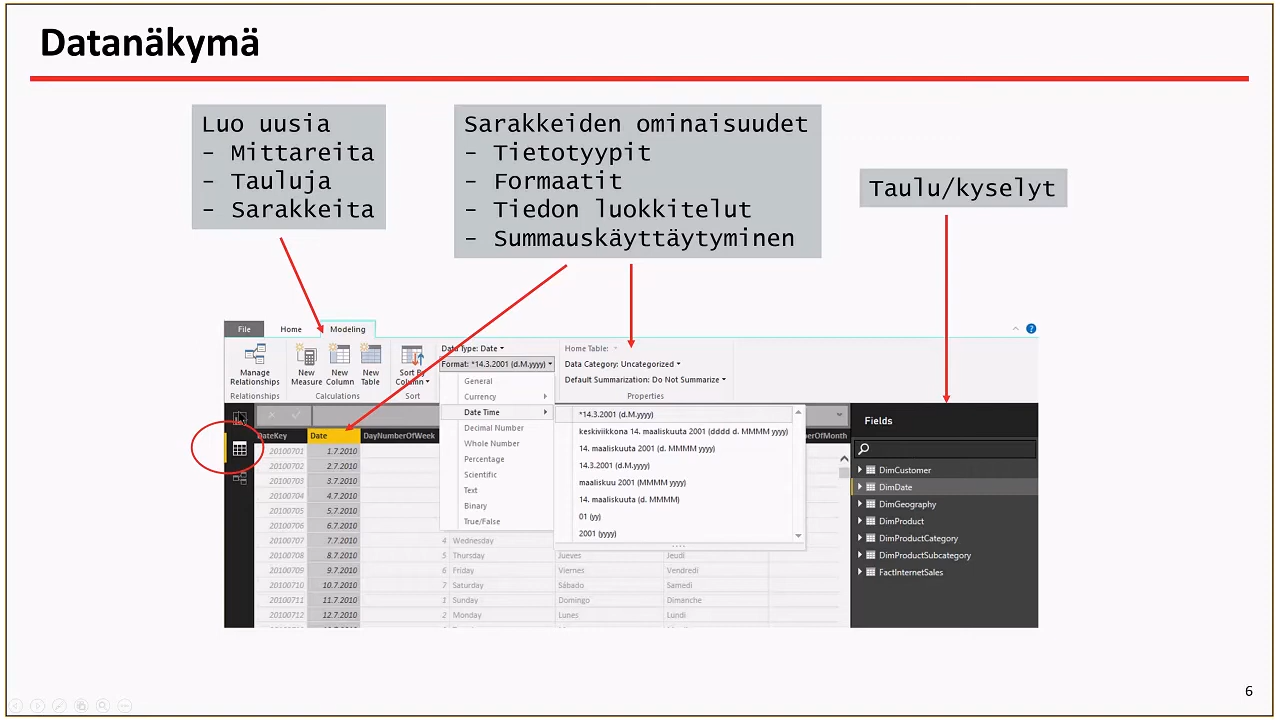 Datanäkymä
Luo uusia
- Mittareita
- Tauluja
- Sarakkeita
Sarakkeiden ominaisuudet
- Tietotyypit
- Formaatit
- Tiedon luokkitelut
- Summauskäyttäytyminen
Taulu/kyselyt
File Home Modeling
Manage Relationships
New Measure
New Column
New Table
Sort By Column
Data Type: Date
Format: *14.3.2001 (d.M.yyyy)
Home Table:
Data Category: Uncategorized
Default Summarization: Do Not Summarize
Relationships Calculations Sort Properties
General
Currency
Date Time
Decimal Number
Whole Number
Percentage
Scientific
Text
Binary
True/False
*14.3.2001 (d.M.yyyy)
keskiviikkona 14. maaliskuuta 2001 (dddd d. MMMM yyyy)
14. maaliskuuta 2001 (d. MMMM yyyy)
14.3.2001 (d.M.yyyy)
maaliskuu 2001 (MMMM yyyy)
14. maaliskuuta (d. MMMM)
01 (yy)
2001 (yyyy)
DateKey Date DayNumberOfWeek erOfMonth
20100701 1.7.2010
20100702 2.7.2010
20100703 3.7.2010
20100704 4.7.2010
20100705 5.7.2010
20100706 6.7.2010
20100707 7.7.2010 4 Wednesday
20100708 8.7.2010 5 Thursday Jueves Jeudi
20100709 9.7.2010 6 Friday Viernes Vendredi
20100710 10.7.2010 7 Saturday Sábado Samedi
20100711 11.7.2010 1 Sunday Domingo Dimanche
20100712 12.7.2010 2 Monday Lunes Lundi
Fields
DimCustomer
DimDate
DimGeography
DimProduct
DimProductCategory
DimProductSubcategory
FactInternetSales
6